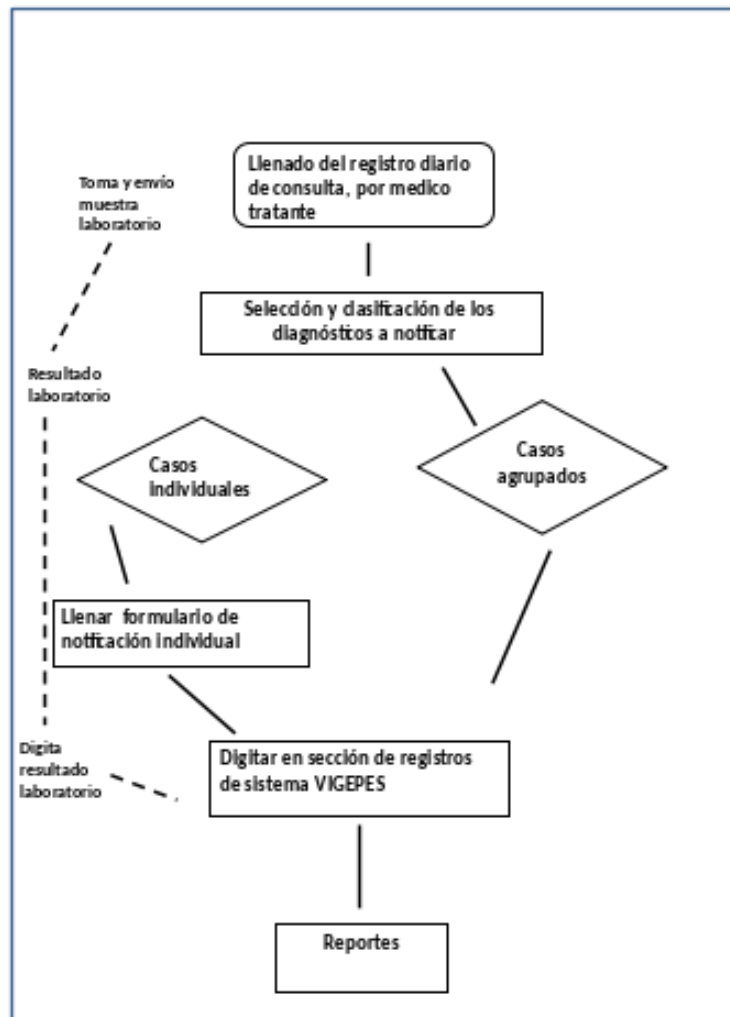 Llenado del registro diario
de consulta, por medico
tratante
Toma y envío
muestra
laboratorio
Selección y clasificación de los
diagnósticos a notificar
Resultado
laboratorio
Casos
individuales
Casos
agrupados
Llenar formulario de
notificación individual
Digita
resultado
laboratorio
Digitar en sección de registros
de sistema VIGEPES
Reportes